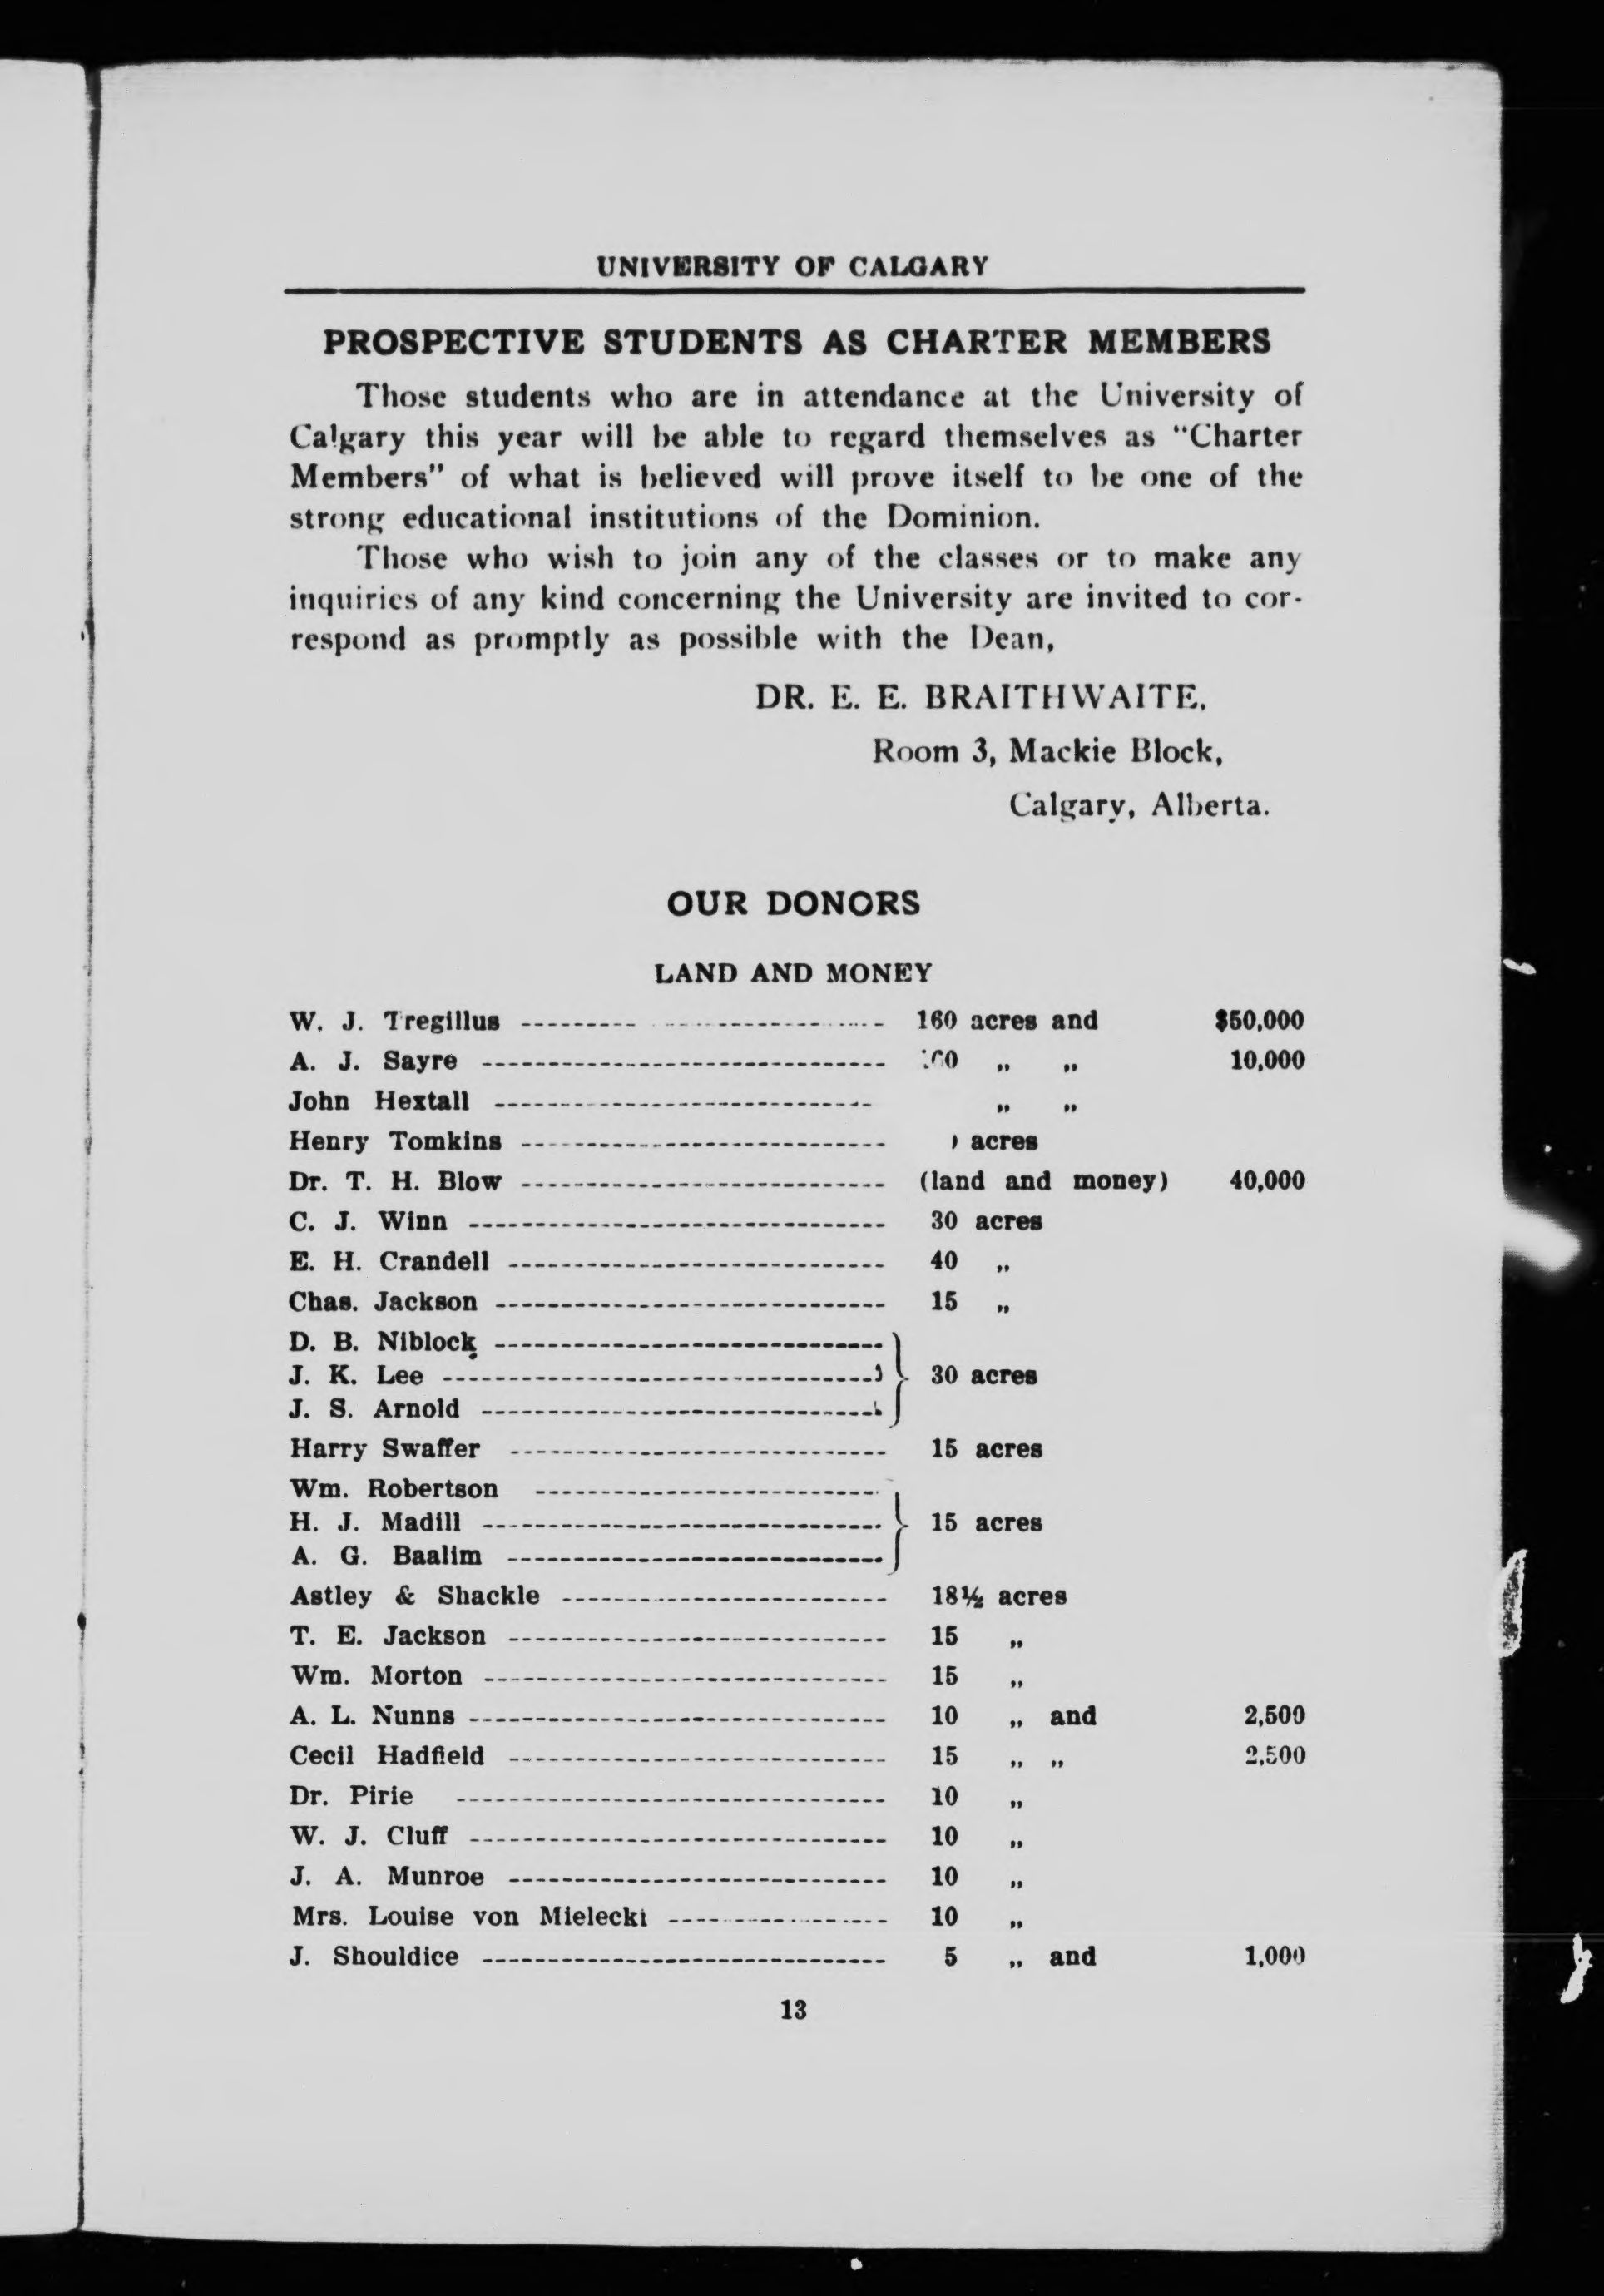 UNIVERSITY OF CALGARY
PROSPECTIVE STUDENTS AS CHARTER MEMBERS
Those students who are in attendance at the University of
Calgary this year will be able to regard themselves as "Charter
Members" of what is believed will prove itself to be one of the
strong educational institutions of the Dominion.
Those who wish to join any of the classes or to make any
inquiries of any kind concerning the University are invited to cor-
respond as promptly as possible with the Dean,
DR. E. E. BRAITHWAITE,
Room 3, Mackie Block,
Calgary, Alberta.
OUR DONORS
LAND AND MONEY
W. J. Tregillus 160 acres and $50,000
A. J. Sayre „ „ 10,000
John Hextall „ „
Henry Tomkins acres
Dr. T. H. Blow (land and money) 40,000
C. J. Winn 30 acres
E. H. Crandell 40 „
Chas. Jackson 15 „
D. B. Niblock
J. K. Lee 30 acres
J. S. Arnold
Harry Swaffer 15 acres
Wm. Robertson
H. J. Madill 15 acres
A. G. Baalim
Astley & Shackle 18½ acres
T. E. Jackson 15 „
Wm. Morton 15 „
A. L. Nunns 10 „ and 2,500
Cecil Hadfield 15 „ „ 2,500
Dr. Pirie 10 „
W. J. Cluff 10 „
J. A. Munroe 10 „
Mrs. Louise von Mielecki 10 „
J. Shouldice 5 „ and 1,000
13